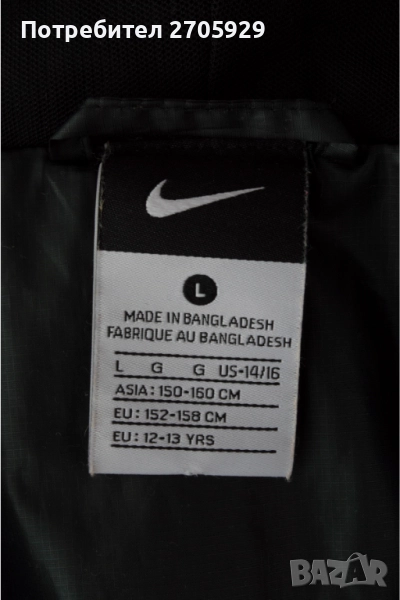 Потребител 2705929
L
MADE IN BANGLADESH
FABRIQUE AU BANGLADESH
L G G US-14/16
ASIA : 150-160 CM
EU : 152-158 CM
EU : 12-13 YRS
BAZAR